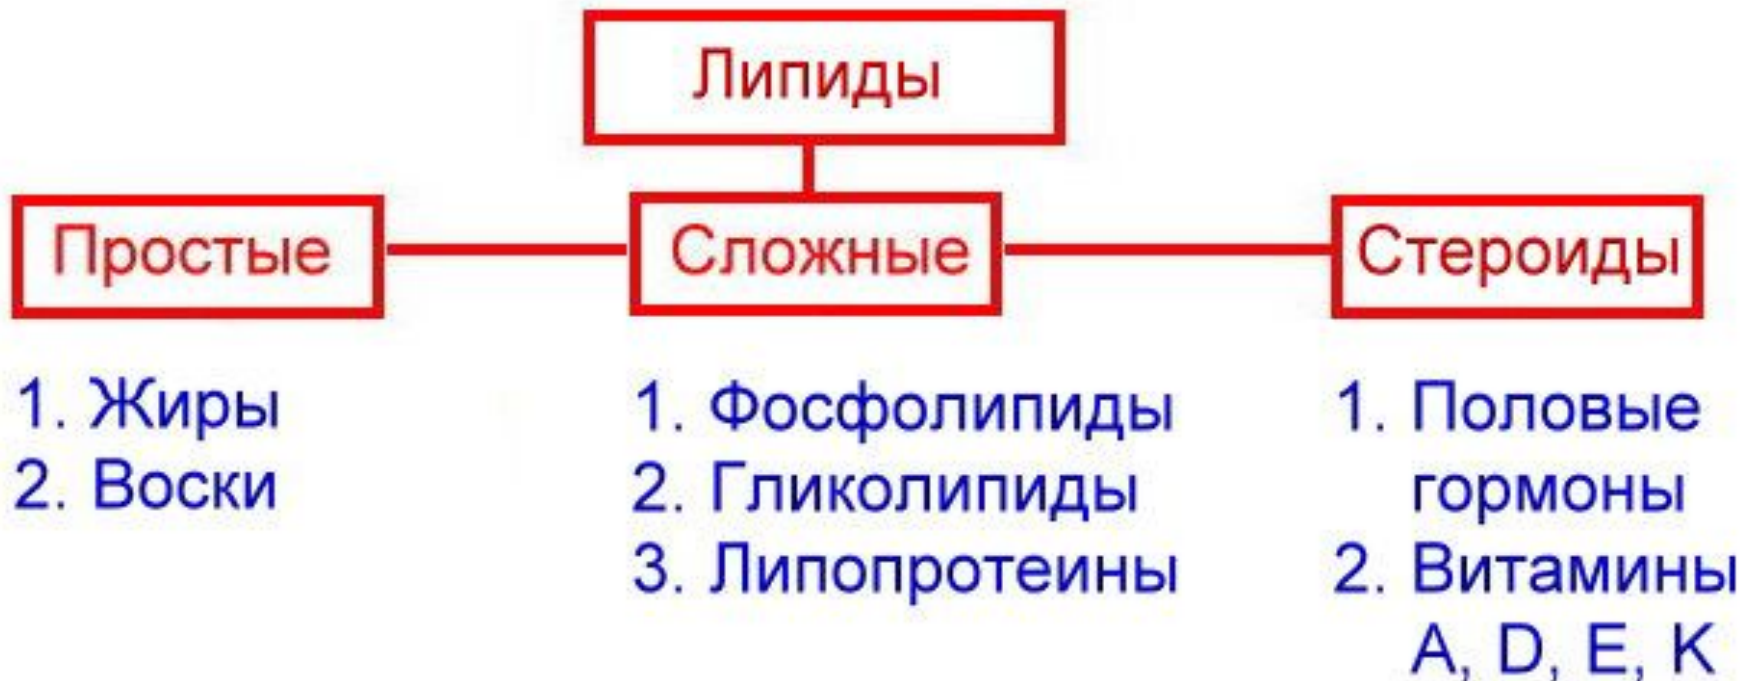 Липиды
Простые
Сложные
Стероиды
1. Жиры
2. Воски
1. Фосфолипиды
2. Гликолипиды
3. Липопротеины
1. Половые
гормоны
2. Витамины
A, D, E, K